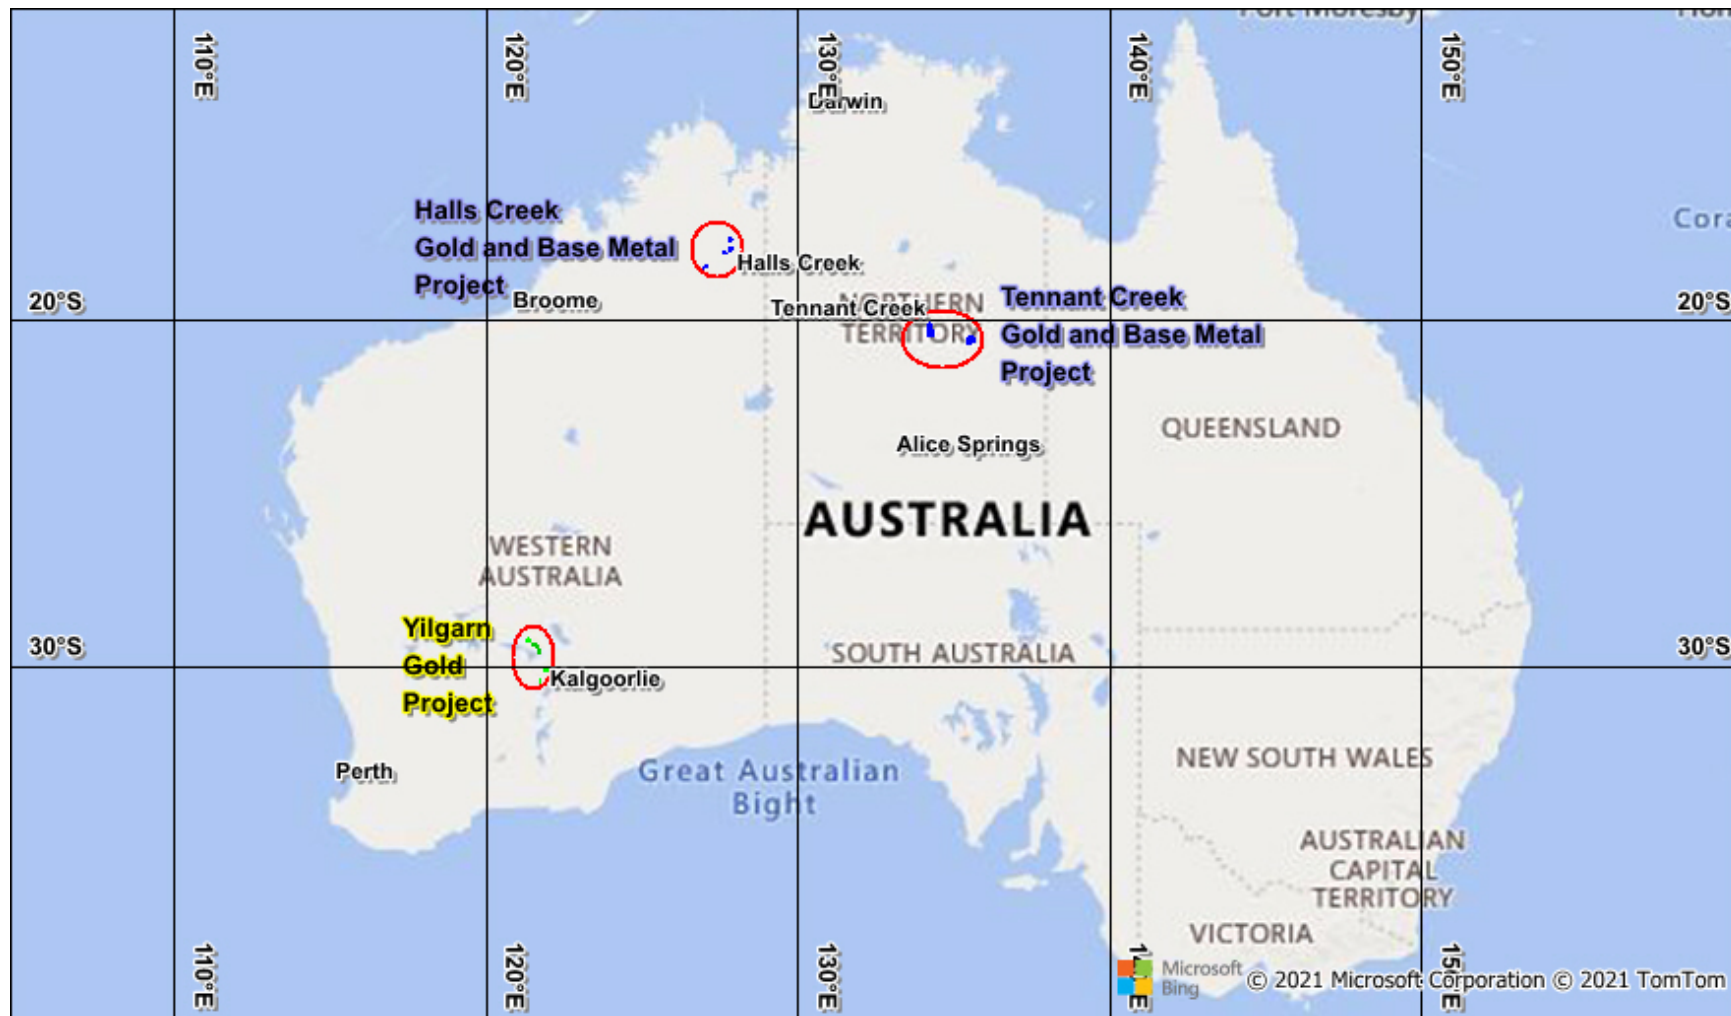 Port Moresby
110°E
120°E
130°E
140°E
150°E
Darwin
Halls Creek
Gold and Base Metal
Project
Halls Creek
Broome
20°S
20°S
Tennant Creek
NORTHERN
TERRITORY
Tennant Creek
Gold and Base Metal
Project
QUEENSLAND
Alice Springs
AUSTRALIA
WESTERN
AUSTRALIA
Yilgarn
Gold
Project
30°S
30°S
SOUTH AUSTRALIA
Kalgoorlie
Perth
Great Australian
Bight
NEW SOUTH WALES
AUSTRALIAN
CAPITAL
TERRITORY
VICTORIA
110°E
120°E
130°E
Microsoft
Bing
© 2021 Microsoft Corporation © 2021 TomTom